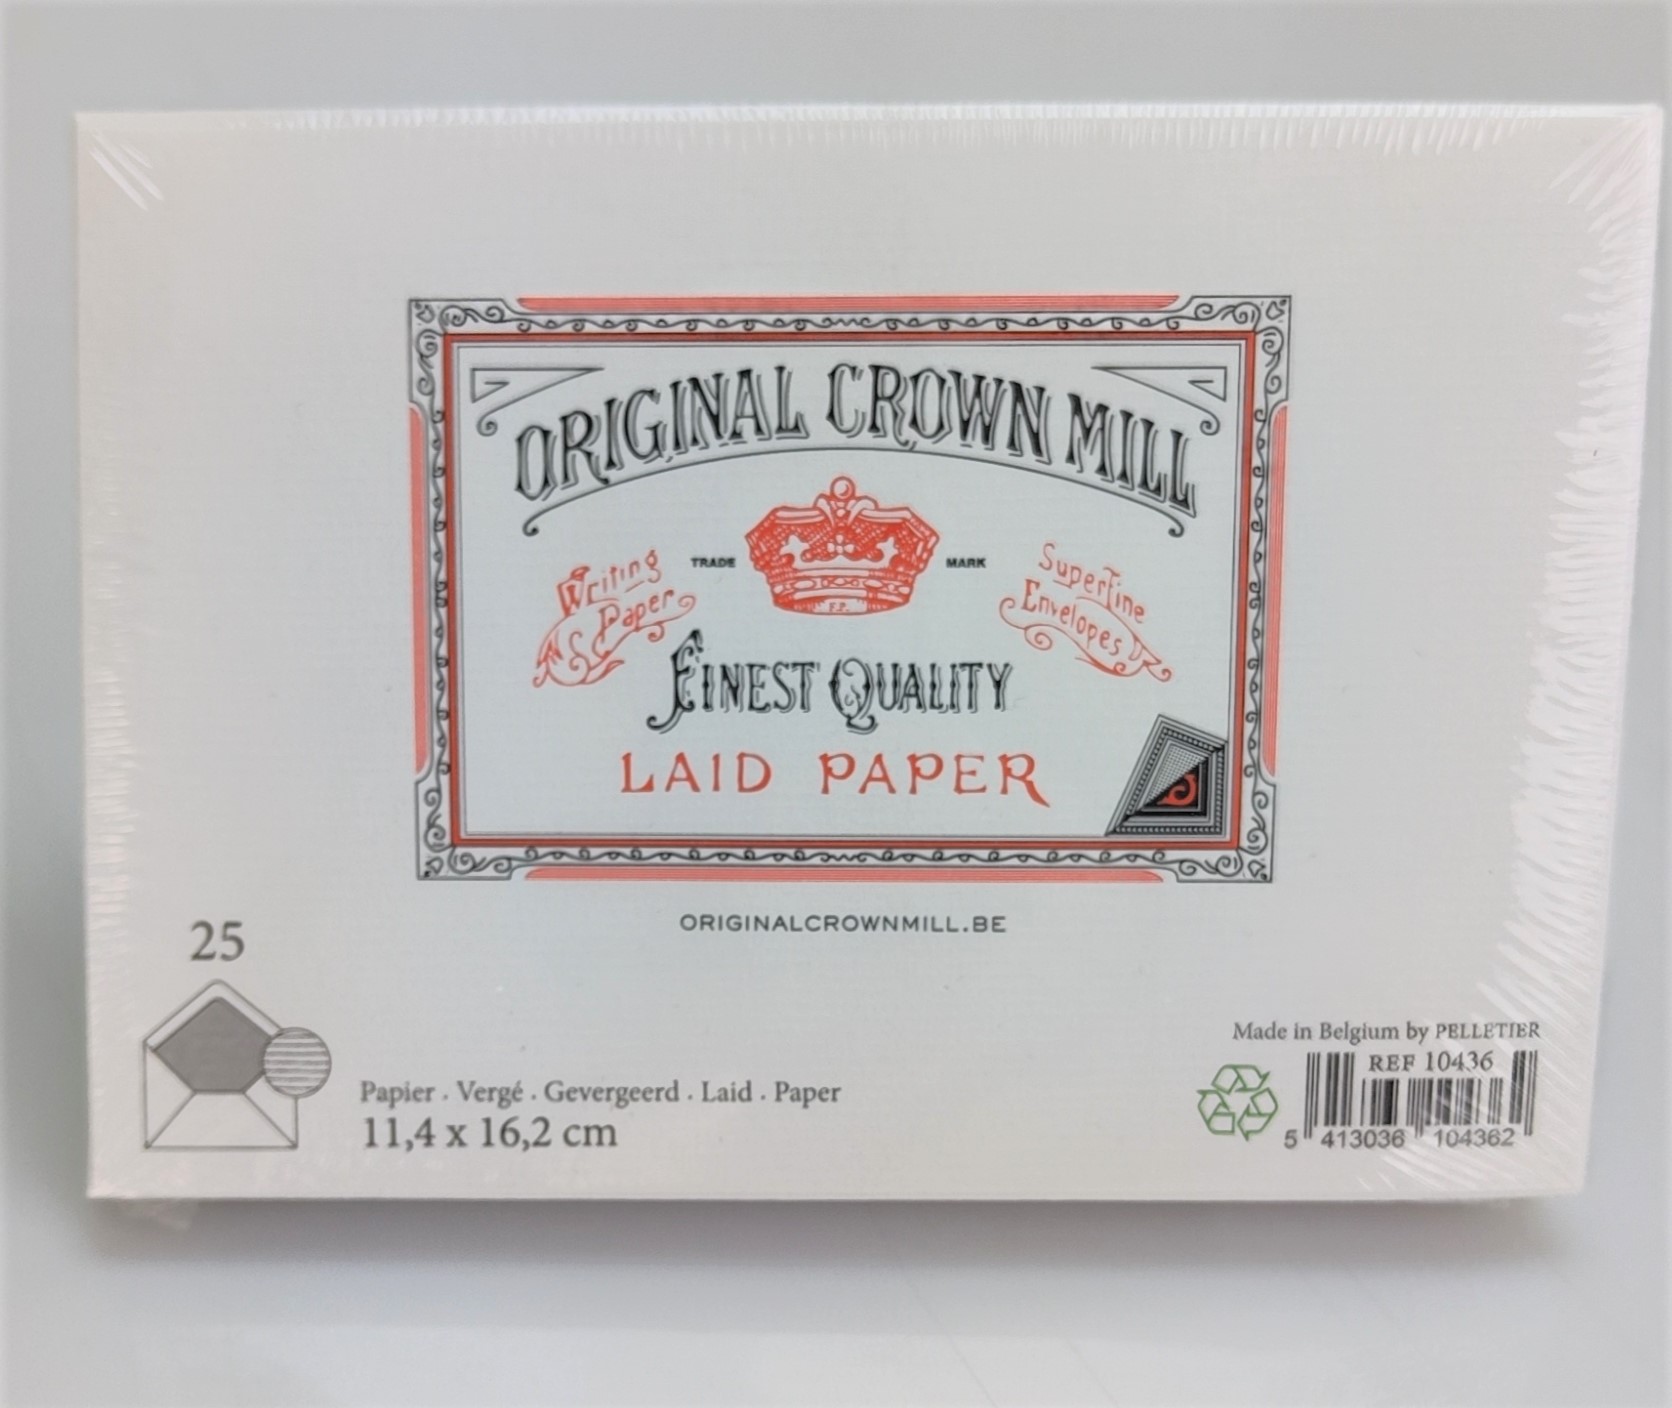 ORIGINAL CROWN MILL
TRADE MARK
Writing
Paper
Superfine
Envelopes
F.P.
FINEST QUALITY
LAID PAPER
ORIGINALCROWNMILL.BE
25
Papier . Vergé . Gevergeerd . Laid . Paper
11,4 x 16,2 cm
Made in Belgium by PELLETIER
REF 10436
5 413036 104362